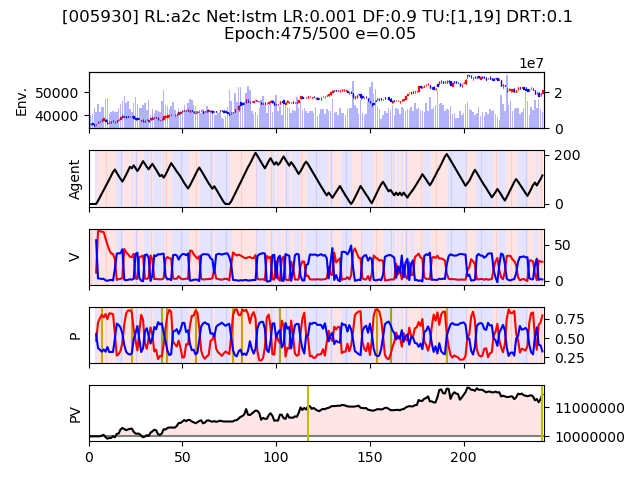 [005930] RL:a2c Net:lstm LR:0.001 DF:0.9 TU:[1,19] DRT:0.1
Epoch:475/500 e=0.05
1e7
Env.
50000
40000
2
0
Agent
200
0
V
50
0
P
0.75
0.50
0.25
PV
11000000
10000000
0 50 100 150 200